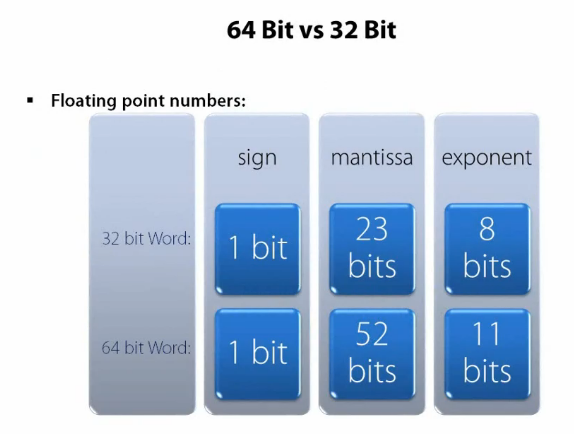 64 Bit vs 32 Bit
▪ Floating point numbers:
sign mantissa exponent
32 bit Word: 1 bit 23 bits 8 bits
64 bit Word: 1 bit 52 bits 11 bits